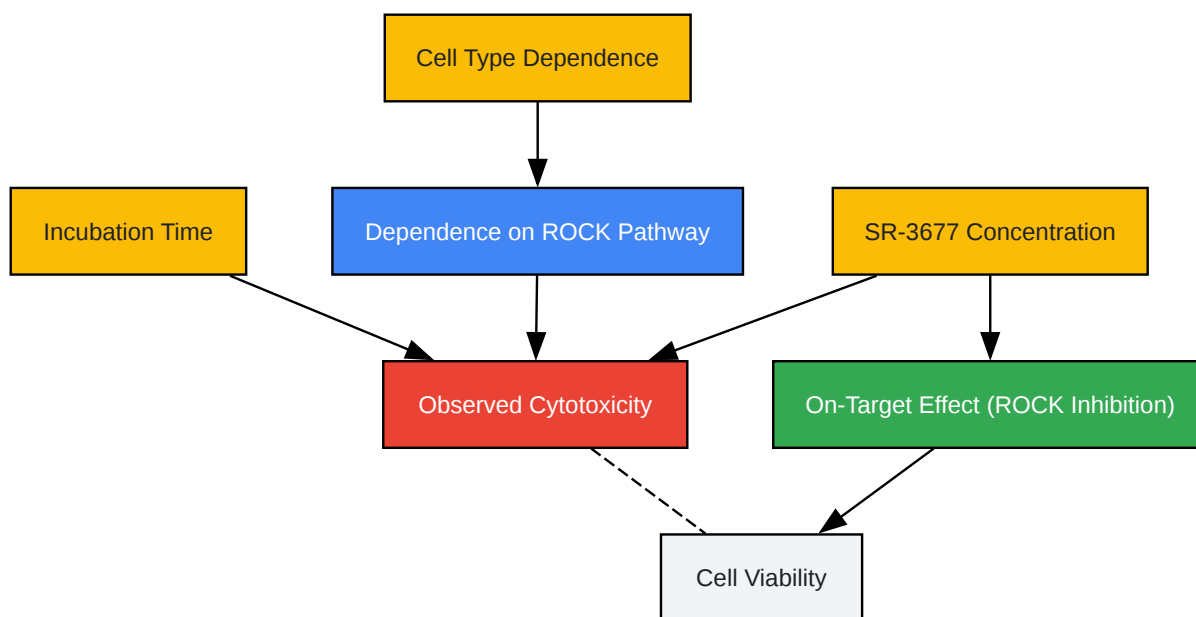 Cell Type Dependence
Incubation Time
Dependence on ROCK Pathway
SR-3677 Concentration
Observed Cytotoxicity
On-Target Effect (ROCK Inhibition)
Cell Viability